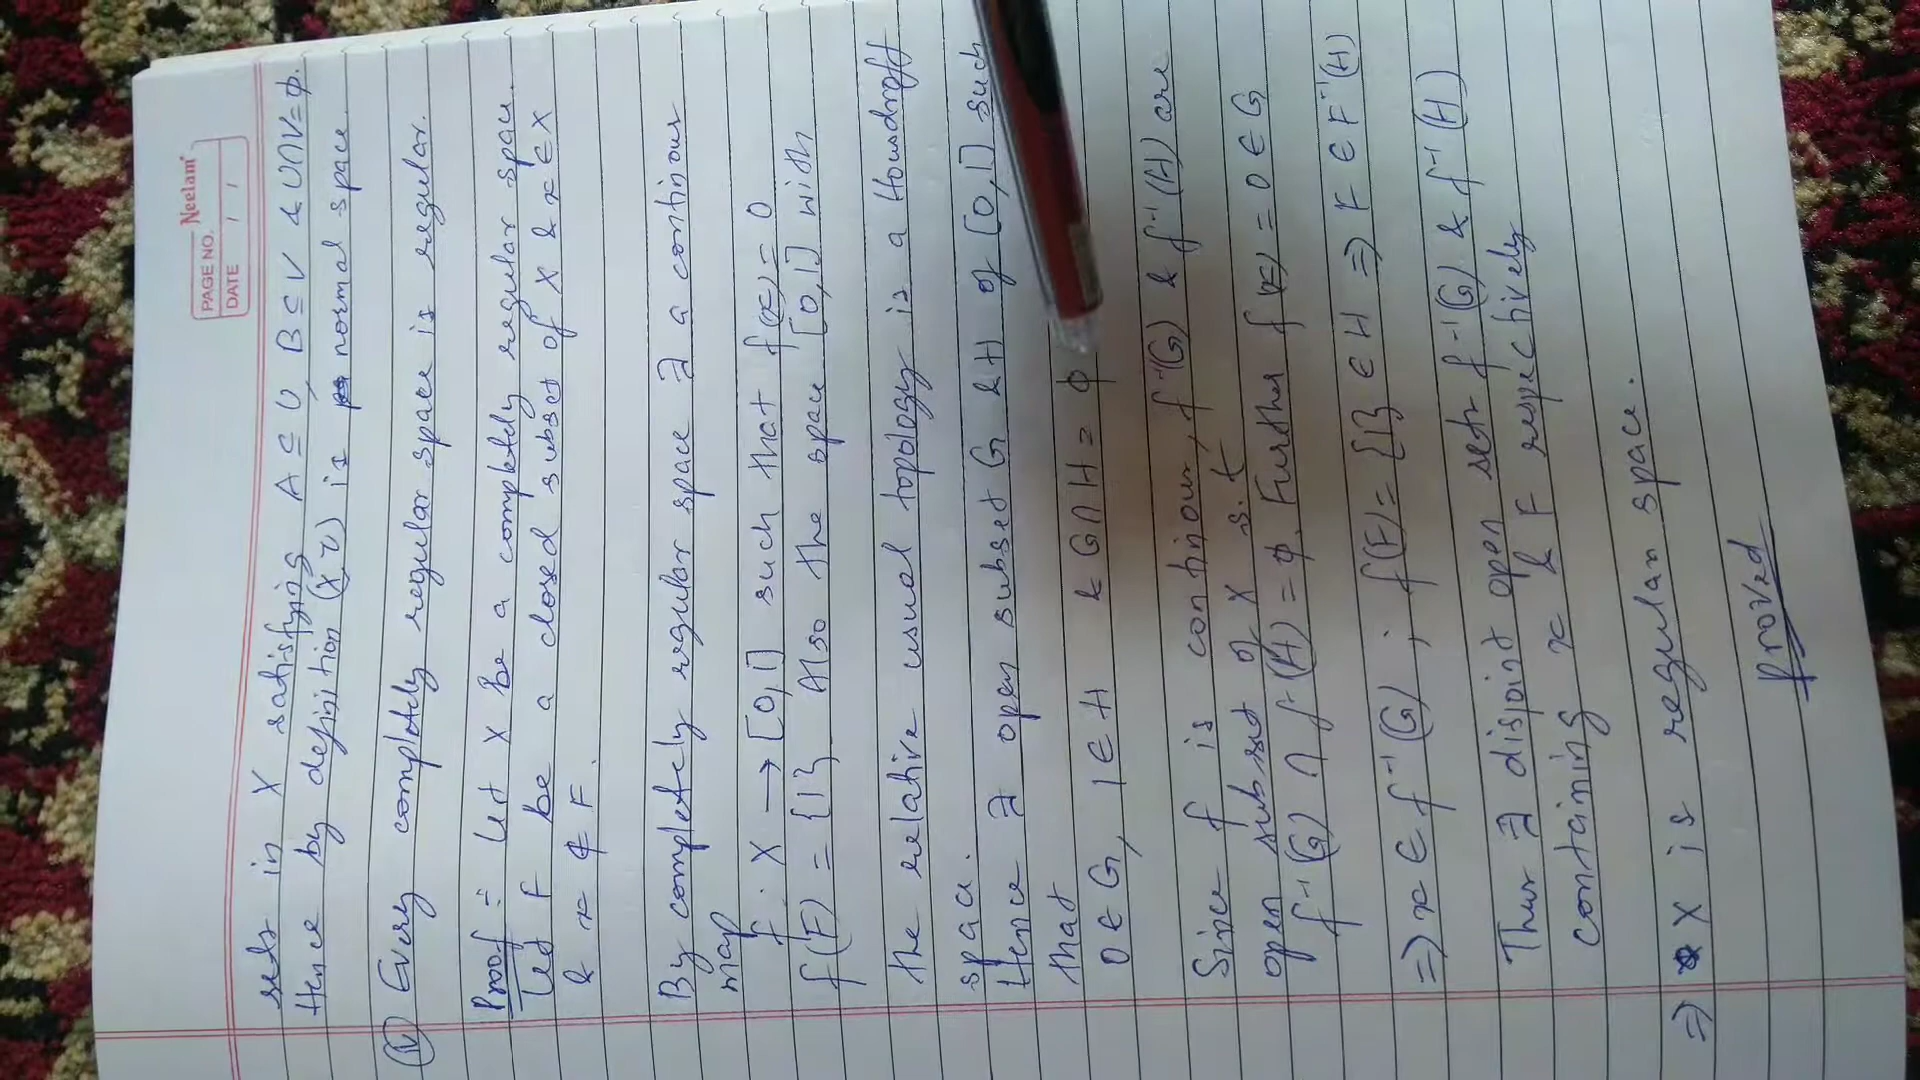 Neelam
PAGE NO.
DATE / /
sets in X satisfying A ⊆ U, B ⊆ V & U∩V = φ.
Hence by definition (X, τ) is normal space.
(iv) Every completely regular space is regular.
Proof :- Let X be a completely regular space.
Let F be a closed subset of X & x ∈ X
& x ∉ F.
By completely regular space ∃ a continous
map
f : X → [0,1] such that f(x) = 0
f(F) = {1}. Also the space [0,1] with
the relative usual topology is a Housdroff
space.
Hence ∃ open subset G & H of [0,1] such
that
0 ∈ G, 1 ∈ H & G∩H = φ
Since f is continour, f⁻¹(G) & f⁻¹(H) are
open subset of X s.t
f⁻¹(G) ∩ f⁻¹(H) = φ. Further f(x) = 0 ∈ G
⇒ x ∈ f⁻¹(G) ; f(F) = {1} ∈ H ⇒ F ∈ F⁻¹(H)
Thur ∃ disjoint open sets f⁻¹(G) & f⁻¹(H)
containing x & F respectively
⇒ X is regular space.
Proved